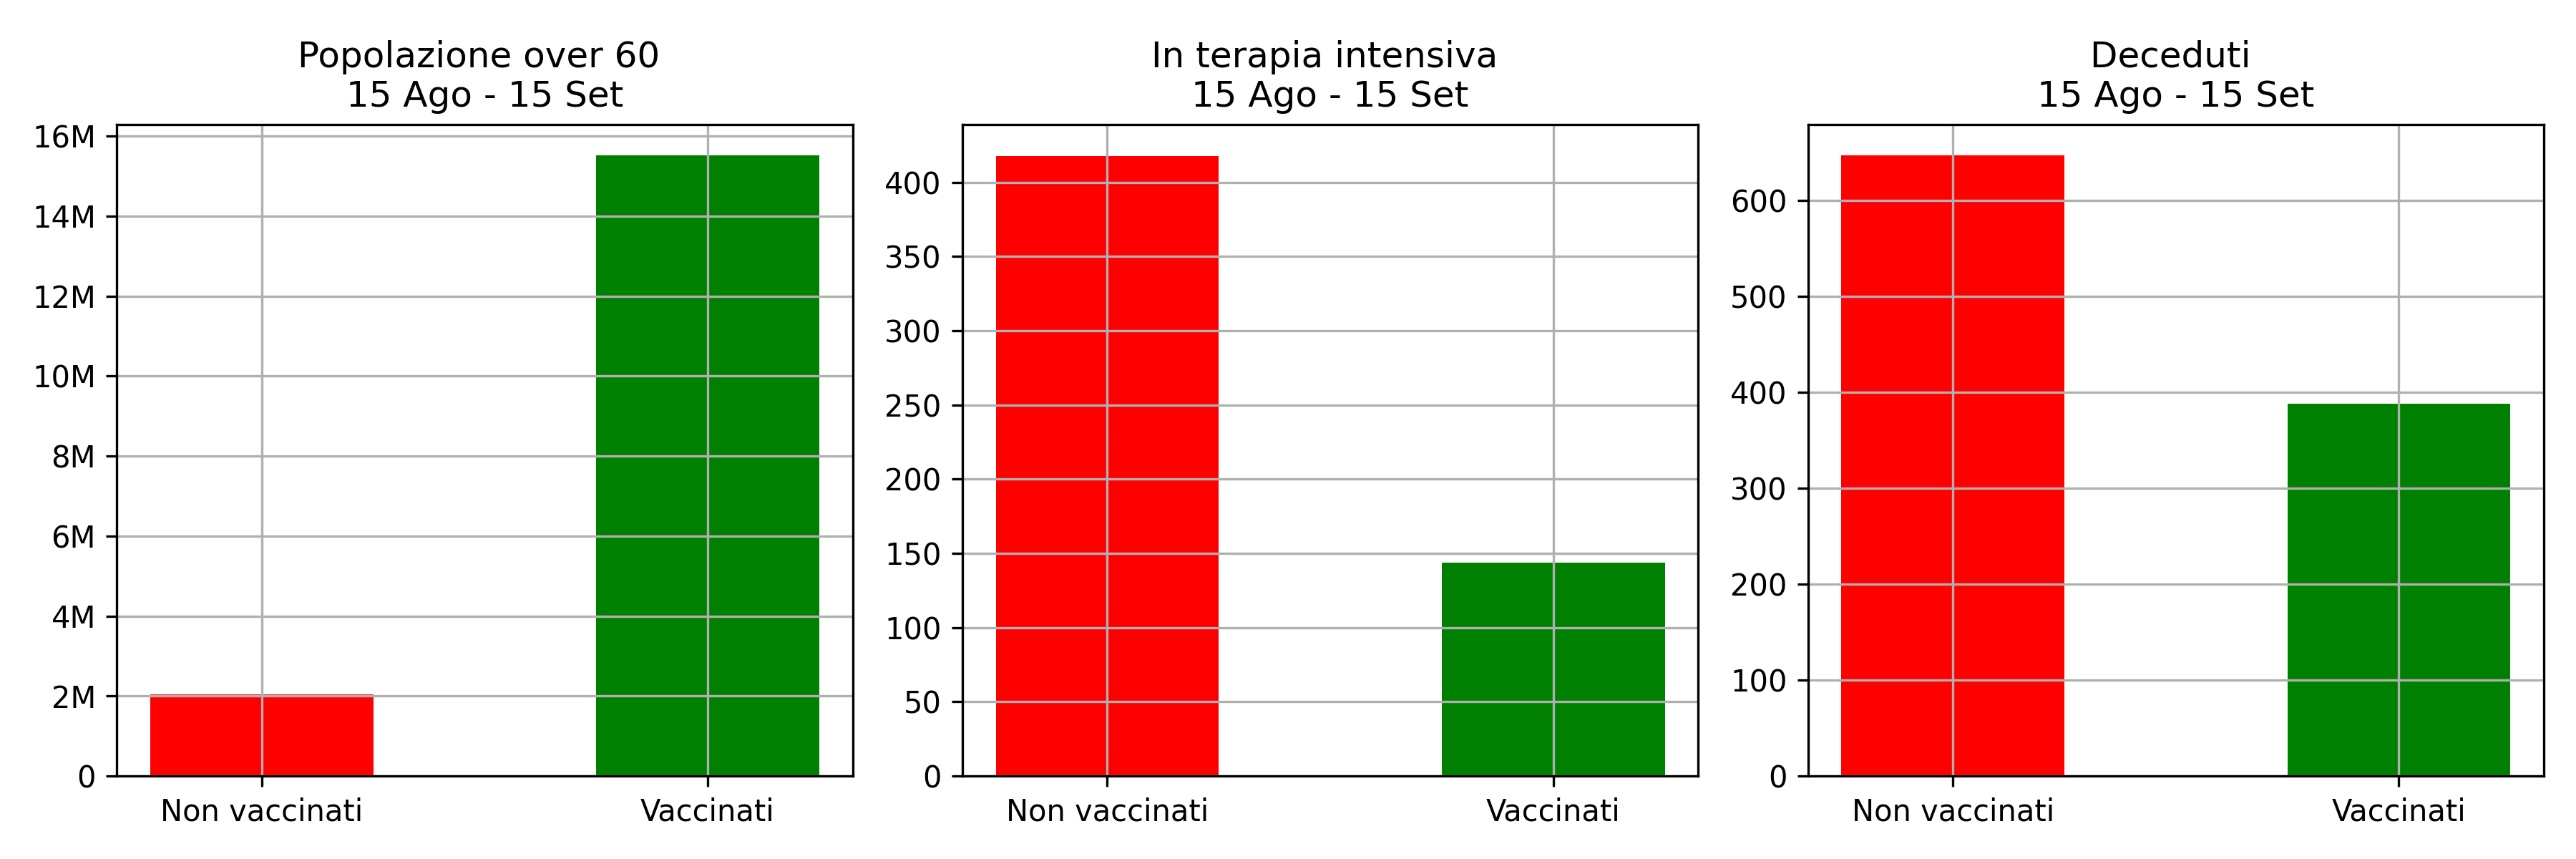 Popolazione over 60
15 Ago - 15 Set
16M
14M
12M
10M
8M
6M
4M
2M
0
Non vaccinati
Vaccinati
In terapia intensiva
15 Ago - 15 Set
400
350
300
250
200
150
100
50
0
Non vaccinati
Vaccinati
Deceduti
15 Ago - 15 Set
600
500
400
300
200
100
0
Non vaccinati
Vaccinati